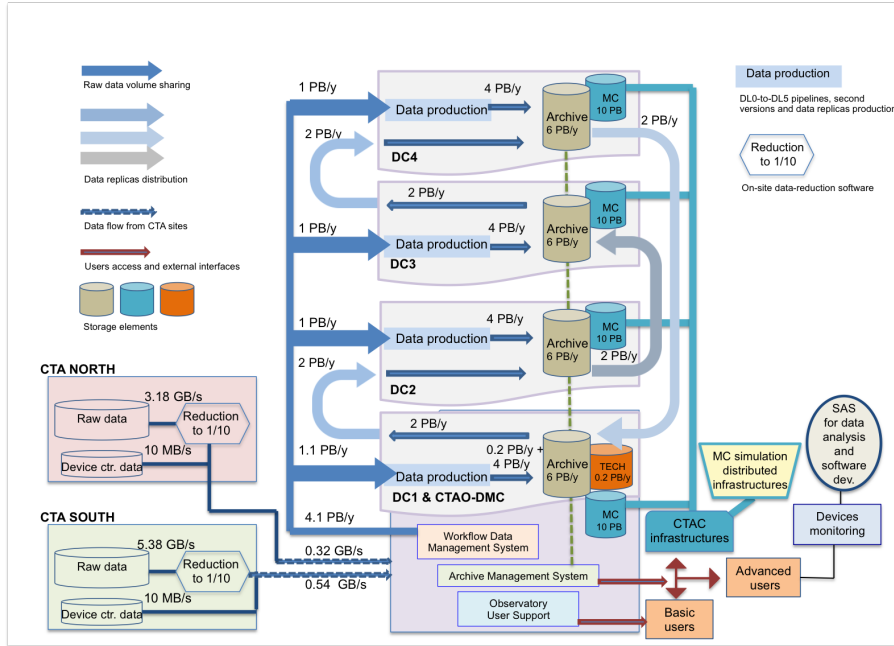 Raw data volume sharing
Data replicas distribution
Data flow from CTA sites
Users access and external interfaces
Storage elements
Data production
DL0-to-DL5 pipelines, second
versions and data replicas production
Reduction
to 1/10
On-site data-reduction software
1 PB/y
Data production
4 PB/y
Archive
6 PB/y
MC
10 PB
2 PB/y
2 PB/y
DC4
2 PB/y
1 PB/y
Data production
4 PB/y
Archive
6 PB/y
MC
10 PB
DC3
1 PB/y
Data production
4 PB/y
Archive
6 PB/y
MC
10 PB
2 PB/y
2 PB/y
DC2
2 PB/y
1.1 PB/y
Data production
0.2 PB/y +
4 PB/y
Archive
6 PB/y
TECH
0.2 PB/y
MC
10 PB
DC1 & CTAO-DMC
4.1 PB/y
Workflow Data
Management System
Archive Management System
Observatory
User Support
CTA NORTH
3.18 GB/s
Raw data
Reduction
to 1/10
10 MB/s
Device ctr. data
0.32 GB/s
CTA SOUTH
5.38 GB/s
Raw data
Reduction
to 1/10
10 MB/s
Device ctr. data
0.54 GB/s
MC simulation
distributed
infrastructures
CTAC
infrastructures
SAS
for data
analysis
and
software
dev.
Devices
monitoring
Advanced
users
Basic
users